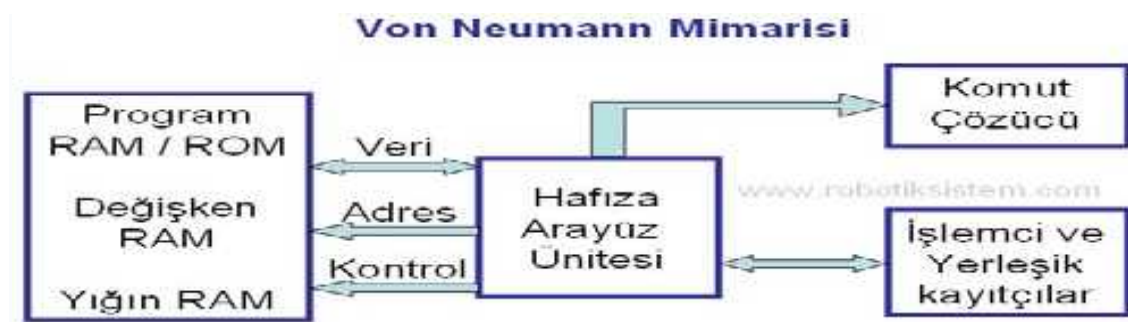 Von Neumann Mimarisi
Program
RAM / ROM
Değişken
RAM
Yığın RAM
Veri
Adres
Kontrol
Hafıza
Arayüz
Ünitesi
Komut
Çözücü
www.robotiksistem.com
İşlemci ve
Yerleşik
kayıtçılar